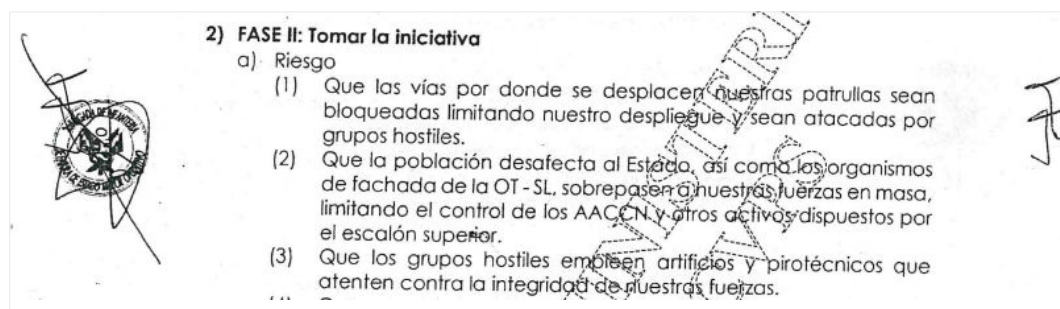 2) FASE II: Tomar la iniciativa
a) Riesgo
(1) Que las vías por donde se desplacen nuestras patrullas sean
bloqueadas limitando nuestro despliegue y sean atacadas por
grupos hostiles.
(2) Que la población desafecta al Estado, así como los organismos
de fachada de la OT - SL, sobrepasen a nuestras fuerzas en masa,
limitando el control de los AACCN y otros activos dispuestos por
el escalón superior.
(3) Que los grupos hostiles empleen artificios y pirotécnicos que
atenten contra la integridad de nuestras fuerzas.